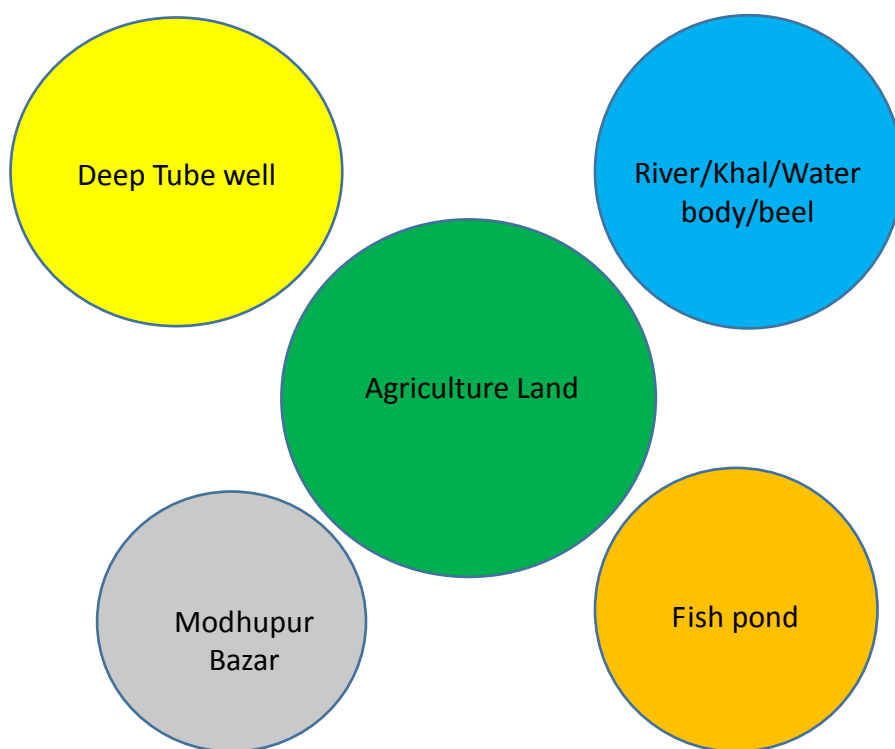 Deep Tube well
River/Khal/Water
body/beel
Agriculture Land
Modhupur
Bazar
Fish pond